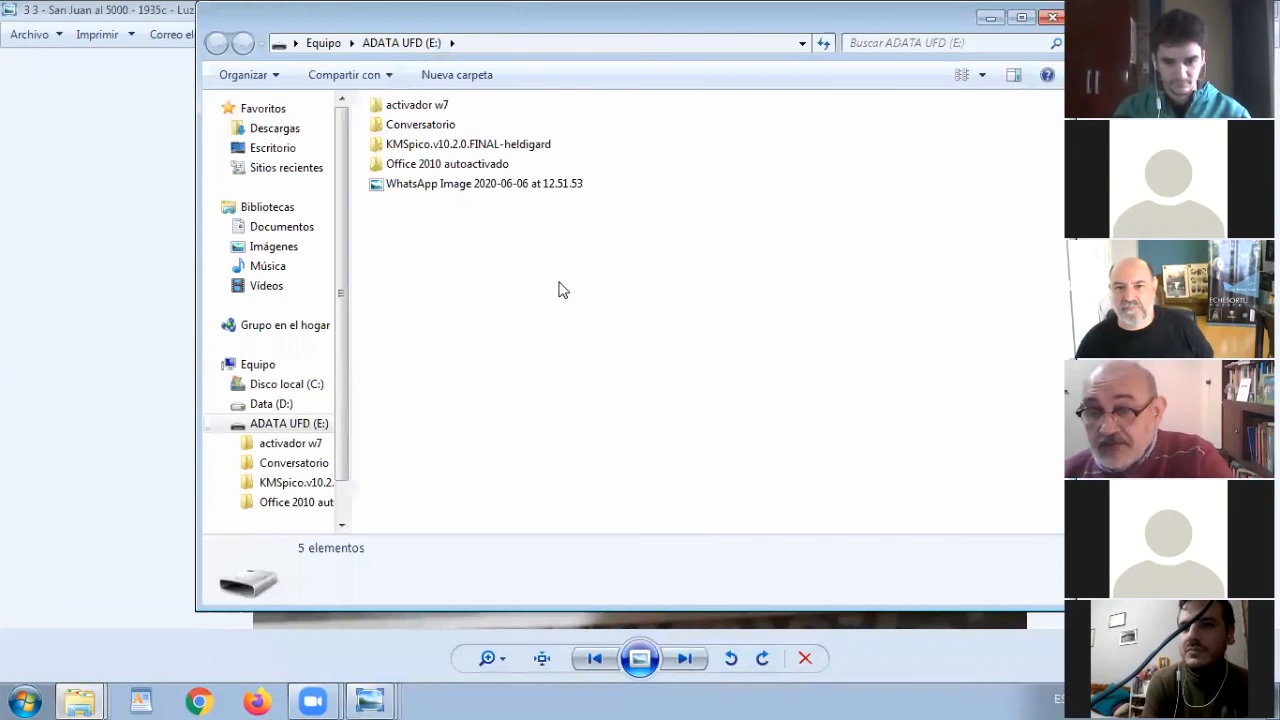 3 3 - San Juan al 5000 - 1935c - Luz
Archivo
Imprimir
Correo el
Equipo
ADATA UFD (E:)
Buscar ADATA UFD (E:)
Organizar
Compartir con
Nueva carpeta
Favoritos
Descargas
Escritorio
Sitios recientes
Bibliotecas
Documentos
Imágenes
Música
Vídeos
Grupo en el hogar
Equipo
Disco local (C:)
Data (D:)
ADATA UFD (E:)
activador w7
Conversatorio
KMSpico.v10.2.
Office 2010 aut
activador w7
Conversatorio
KMSpico.v10.2.0.FINAL-heldigard
Office 2010 autoactivado
WhatsApp Image 2020-06-06 at 12.51.53
5 elementos
ES
ECHESORTU